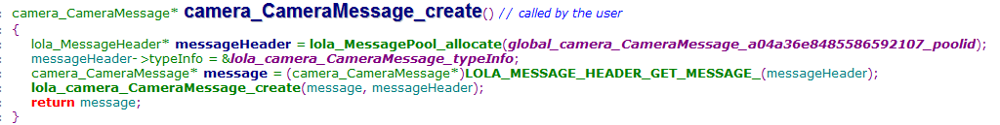 : camera_CameraMessage* camera_CameraMessage_create() // called by the user
: {
: lola_MessageHeader* messageHeader = lola_MessagePool_allocate(global_camera_CameraMessage_a04a36e8485586592107_poolid);
: messageHeader->typeInfo = &lola_camera_CameraMessage_typeInfo;
: camera_CameraMessage* message = (camera_CameraMessage*)LOLA_MESSAGE_HEADER_GET_MESSAGE_(messageHeader);
: lola_camera_CameraMessage_create(message, messageHeader);
: return message;
: }